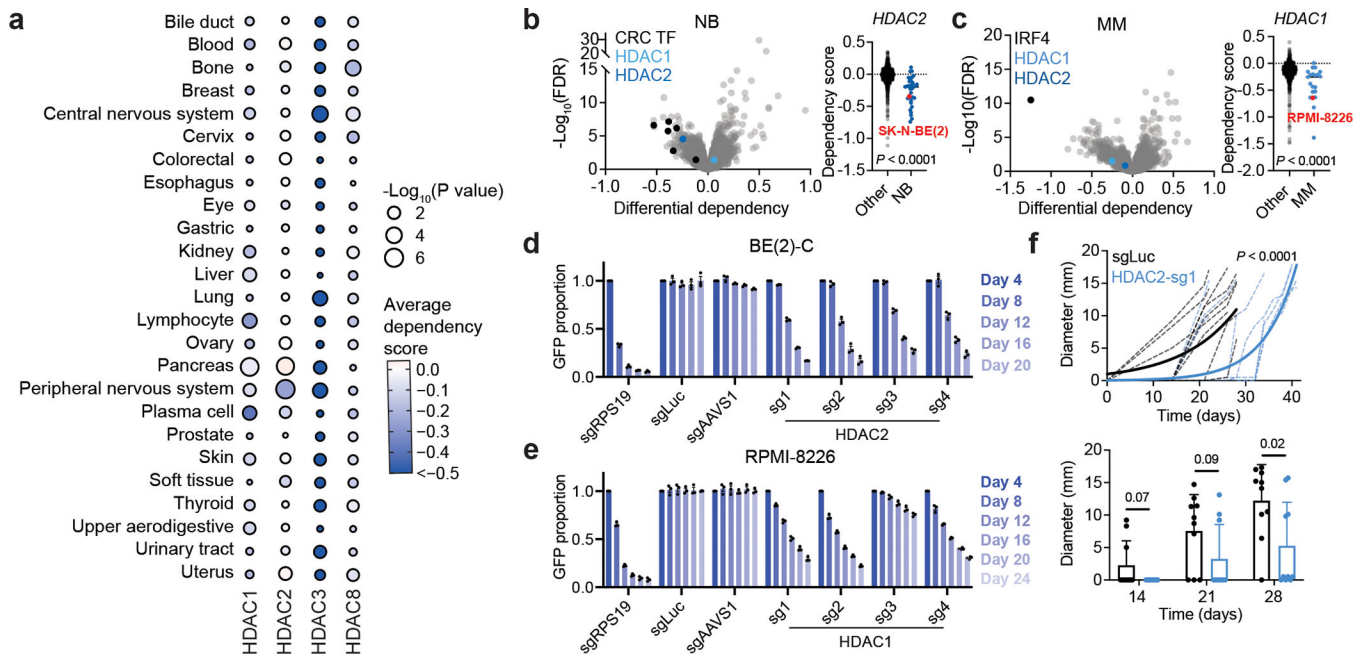 a
Bile duct
Blood
Bone
Breast
Central nervous system
Cervix
Colorectal
Esophagus
Eye
Gastric
Kidney
Liver
Lung
Lymphocyte
Ovary
Pancreas
Peripheral nervous system
Plasma cell
Prostate
Skin
Soft tissue
Thyroid
Upper aerodigestive
Urinary tract
Uterus
HDAC1
HDAC2
HDAC3
HDAC8
-Log10(P value)
2
4
6
Average
dependency
score
0.0
−0.1
−0.2
−0.3
−0.4
<−0.5
b
NB
CRC TF
HDAC1
HDAC2
-Log10(FDR)
30
20
15
10
5
0
-1.0 -0.5 0.0 0.5 1.0
Differential dependency
HDAC2
Dependency score
0.5
0.0
-0.5
-1.0
-1.5
SK-N-BE(2)
P < 0.0001
Other
NB
c
MM
IRF4
HDAC1
HDAC2
-Log10(FDR)
20
15
10
5
0
-1.5 -1.0 -0.5 0.0 0.5 1.0
Differential dependency
HDAC1
Dependency score
0.5
0.0
-0.5
-1.0
-1.5
-2.0
RPMI-8226
P < 0.0001
Other
MM
d
BE(2)-C
GFP proportion
1.0
0.5
0.0
sgRPS19
sgLuc
sgAAVS1
sg1
sg2
sg3
sg4
HDAC2
Day 4
Day 8
Day 12
Day 16
Day 20
e
RPMI-8226
GFP proportion
1.0
0.5
0.0
sgRPS19
sgLuc
sgAAVS1
sg1
sg2
sg3
sg4
HDAC1
Day 4
Day 8
Day 12
Day 16
Day 20
Day 24
f
sgLuc
HDAC2-sg1
P < 0.0001
Diameter (mm)
20
15
10
5
0
0 10 20 30 40
Time (days)
Diameter (mm)
20
15
10
5
0
0.07
0.09
0.02
14 21 28
Time (days)